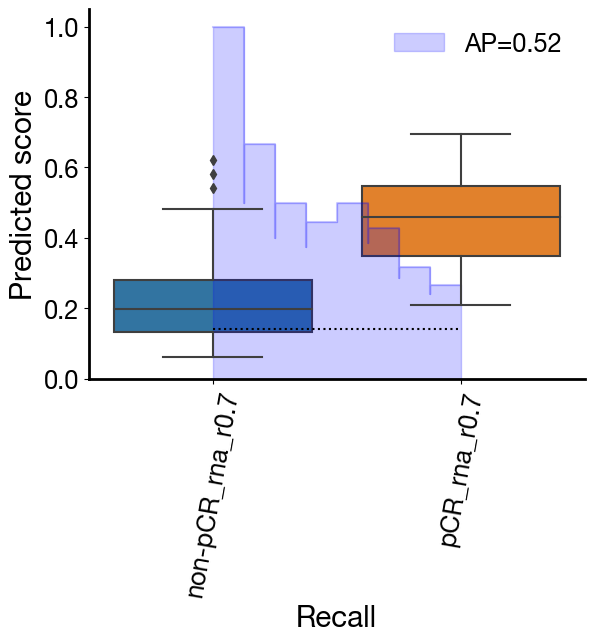 1.0
0.8
0.6
0.4
0.2
0.0
Predicted score
AP=0.52
non-pCR_rna_r0.7
pCR_rna_r0.7
Recall